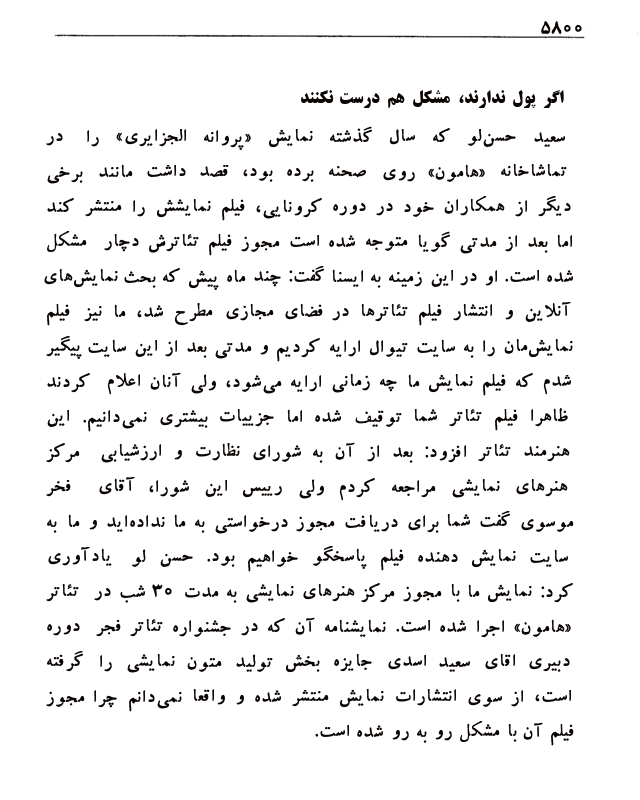 ۵۸۰۰
اگر پول ندارند، مشکل هم درست نکنند
سعید حسن‌لو که سال گذشته نمایش «پروانه الجزایری» را در
تماشاخانه «هامون» روی صحنه برده بود، قصد داشت مانند برخی
دیگر از همکاران خود در دوره کرونایی، فیلم نمایشش را منتشر کند
اما بعد از مدتی گویا متوجه شده است مجوز فیلم تئاترش دچار مشکل
شده است. او در این زمینه به ایسنا گفت: چند ماه پیش که بحث نمایش‌های
آنلاین و انتشار فیلم تئاترها در فضای مجازی مطرح شد، ما نیز فیلم
نمایش‌مان را به سایت تیوال ارایه کردیم و مدتی بعد از این سایت پیگیر
شدم که فیلم نمایش ما چه زمانی ارایه می‌شود، ولی آنان اعلام کردند
ظاهرا فیلم تئاتر شما توقیف شده اما جزییات بیشتری نمی‌دانیم. این
هنرمند تئاتر افزود: بعد از آن به شورای نظارت و ارزشیابی مرکز
هنرهای نمایشی مراجعه کردم ولی رییس این شورا، آقای فخر
موسوی گفت شما برای دریافت مجوز درخواستی به ما نداده‌اید و ما به
سایت نمایش دهنده فیلم پاسخگو خواهیم بود. حسن لو یادآوری
کرد: نمایش ما با مجوز مرکز هنرهای نمایشی به مدت ۳۰ شب در تئاتر
«هامون» اجرا شده است. نمایشنامه آن که در جشنواره تئاتر فجر دوره
دبیری اقای سعید اسدی جایزه بخش تولید متون نمایشی را گرفته
است، از سوی انتشارات نمایش منتشر شده و واقعا نمی‌دانم چرا مجوز
فیلم آن با مشکل رو به رو شده است.